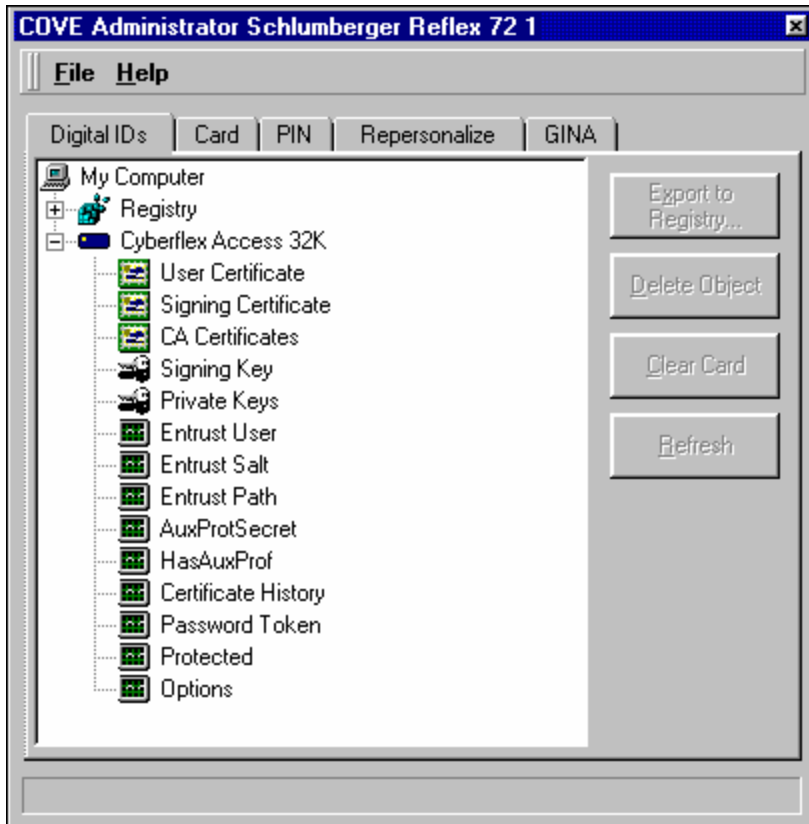 COVE Administrator Schlumberger Reflex 72 1
File Help
Digital IDs Card PIN Repersonalize GINA
My Computer
Registry
Cyberflex Access 32K
User Certificate
Signing Certificate
CA Certificates
Signing Key
Private Keys
Entrust User
Entrust Salt
Entrust Path
AuxProtSecret
HasAuxProf
Certificate History
Password Token
Protected
Options
Export to
Registry...
Delete Object
Clear Card
Refresh